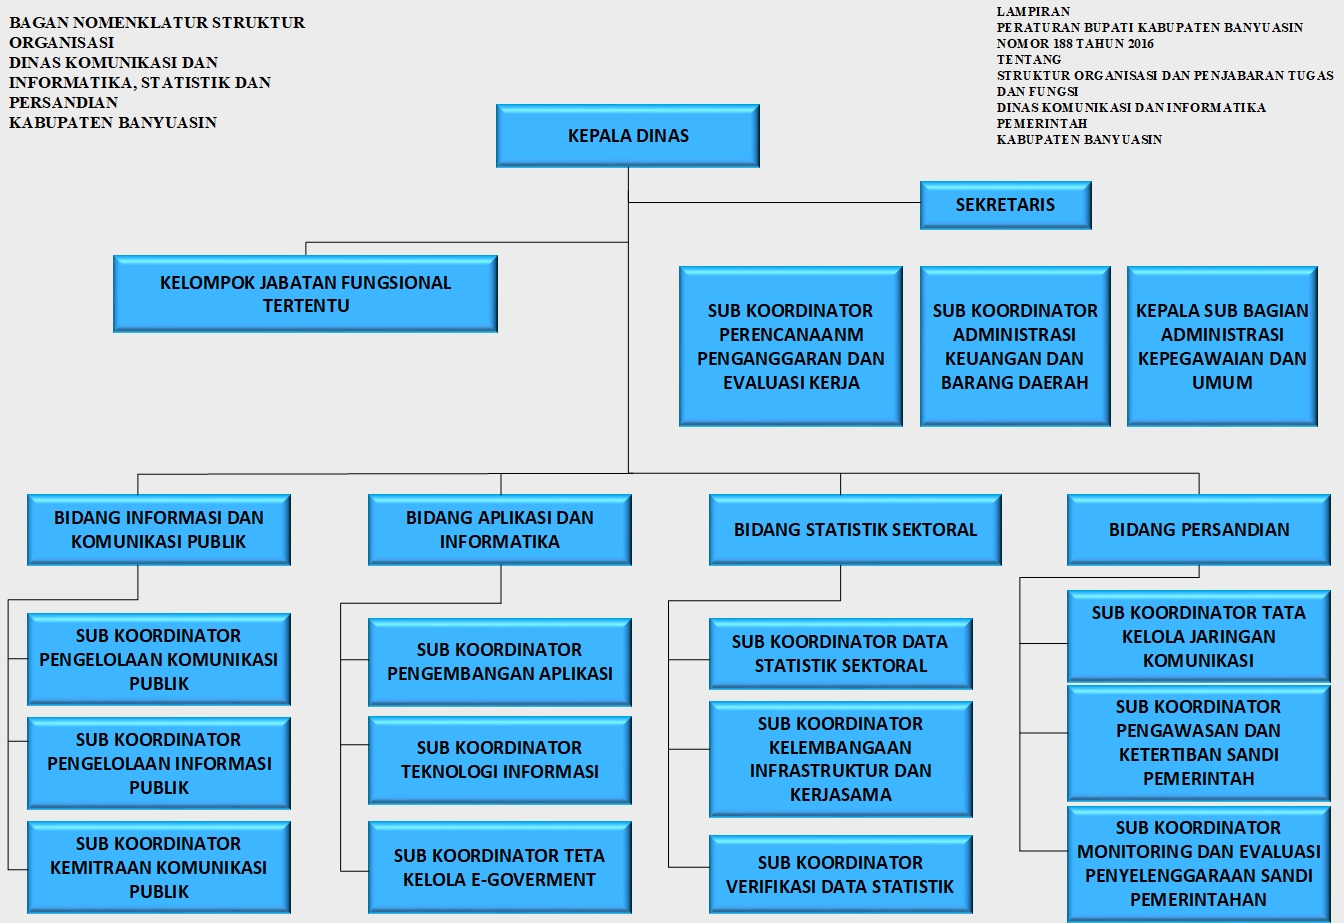 BAGAN NOMENKLATUR STRUKTUR
ORGANISASI
DINAS KOMUNIKASI DAN
INFORMATIKA, STATISTIK DAN
PERSANDIAN
KABUPATEN BANYUASIN
LAMPIRAN
PERATURAN BUPATI KABUPATEN BANYUASIN
NOMOR 188 TAHUN 2016
TENTANG
STRUKTUR ORGANISASI DAN PENJABARAN TUGAS
DAN FUNGSI
DINAS KOMUNIKASI DAN INFORMATIKA
PEMERINTAH
KABUPATEN BANYUASIN
KEPALA DINAS
SEKRETARIS
KELOMPOK JABATAN FUNGSIONAL
TERTENTU
SUB KOORDINATOR
PERENCANAANM
PENGANGGARAN DAN
EVALUASI KERJA
SUB KOORDINATOR
ADMINISTRASI
KEUANGAN DAN
BARANG DAERAH
KEPALA SUB BAGIAN
ADMINISTRASI
KEPEGAWAIAN DAN
UMUM
BIDANG INFORMASI DAN
KOMUNIKASI PUBLIK
SUB KOORDINATOR
PENGELOLAAN KOMUNIKASI
PUBLIK
SUB KOORDINATOR
PENGELOLAAN INFORMASI
PUBLIK
SUB KOORDINATOR
KEMITRAAN KOMUNIKASI
PUBLIK
BIDANG APLIKASI DAN
INFORMATIKA
SUB KOORDINATOR
PENGEMBANGAN APLIKASI
SUB KOORDINATOR
TEKNOLOGI INFORMASI
SUB KOORDINATOR TETA
KELOLA E-GOVERMENT
BIDANG STATISTIK SEKTORAL
SUB KOORDINATOR DATA
STATISTIK SEKTORAL
SUB KOORDINATOR
KELEMBANGAAN
INFRASTRUKTUR DAN
KERJASAMA
SUB KOORDINATOR
VERIFIKASI DATA STATISTIK
BIDANG PERSANDIAN
SUB KOORDINATOR TATA
KELOLA JARINGAN
KOMUNIKASI
SUB KOORDINATOR
PENGAWASAN DAN
KETERTIBAN SANDI
PEMERINTAH
SUB KOORDINATOR
MONITORING DAN EVALUASI
PENYELENGGARAAN SANDI
PEMERINTAHAN